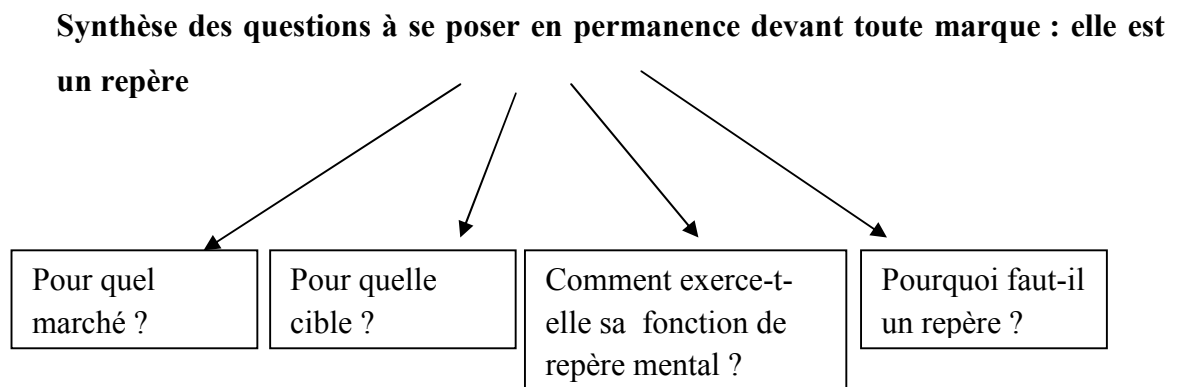 Synthèse des questions à se poser en permanence devant toute marque : elle est
un repère
Pour quel
marché ?
Pour quelle
cible ?
Comment exerce-t-
elle sa fonction de
repère mental ?
Pourquoi faut-il
un repère ?